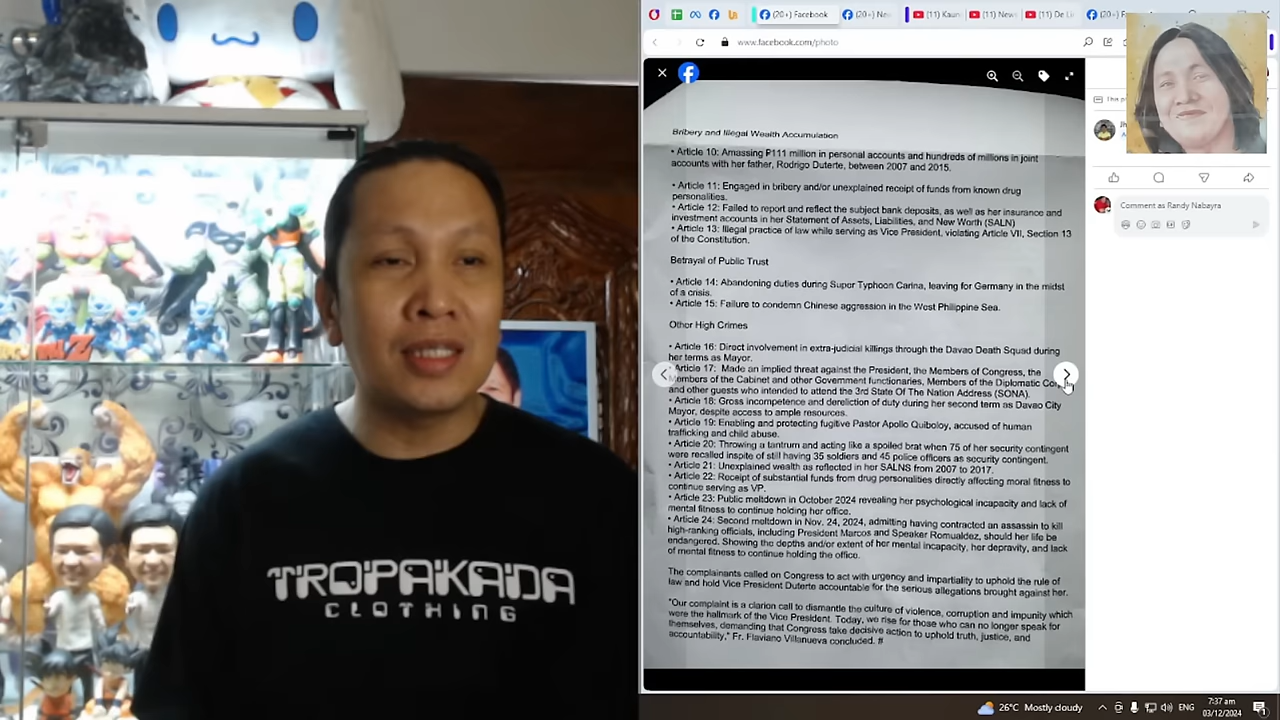 (20+) Facebook
(11) Kaun
(11) News
(11) De Li
www.facebook.com/photo
Bribery and Illegal Wealth Accumulation
• Article 10: Amassing ₱111 million in personal accounts and hundreds of millions in joint
accounts with her father, Rodrigo Duterte, between 2007 and 2015.
• Article 11: Engaged in bribery and/or unexplained receipt of funds from known drug
personalities.
• Article 12: Failed to report and reflect the subject bank deposits, as well as her insurance and
investment accounts in her Statement of Assets, Liabilities, and New Worth (SALN)
• Article 13: Illegal practice of law while serving as Vice President, violating Article VII, Section 13
of the Constitution.
Betrayal of Public Trust
• Article 14: Abandoning duties during Super Typhoon Carina, leaving for Germany in the midst
of a crisis.
• Article 15: Failure to condemn Chinese aggression in the West Philippine Sea.
Other High Crimes
• Article 16: Direct involvement in extra-judicial killings through the Davao Death Squad during
her terms as Mayor.
• Article 17: Made an implied threat against the President, the Members of Congress, the
Members of the Cabinet and other Government functionaries, Members of the Diplomatic
and other guests who intended to attend the 3rd State Of The Nation Address (SONA).
• Article 18: Gross incompetence and dereliction of duty during her second term as Davao City
Mayor, despite access to ample resources.
• Article 19: Enabling and protecting fugitive Pastor Apollo Quiboloy, accused of human
trafficking and child abuse.
• Article 20: Throwing a tantrum and acting like a spoiled brat when 75 of her security contingent
were recalled inspite of still having 35 soldiers and 45 police officers as security contingent.
• Article 21: Unexplained wealth as reflected in her SALNS from 2007 to 2017.
• Article 22: Receipt of substantial funds from drug personalities directly affecting moral fitness to
continue serving as VP.
• Article 23: Public meltdown in October 2024 revealing her psychological incapacity and lack of
mental fitness to continue holding her office.
• Article 24: Second meltdown in Nov. 24, 2024, admitting having contracted an assassin to kill
high-ranking officials, including President Marcos and Speaker Romualdez, should her life be
endangered. Showing the depths and/or extent of her mental incapacity, her depravity, and lack
of mental fitness to continue holding the office.
The complainants called on Congress to act with urgency and impartiality to uphold the rule of
law and hold Vice President Duterte accountable for the serious allegations brought against her.
"Our complaint is a clarion call to dismantle the culture of violence, corruption and impunity which
were the hallmark of the Vice President. Today, we rise for those who can no longer speak for
themselves, demanding that Congress take decisive action to uphold truth, justice, and
accountability," Fr. Flaviano Villanueva concluded. #
Comment as Randy Nabayra
TROPAKADA
CLOTHING
26°C Mostly cloudy
ENG
7:37 am
03/12/2024